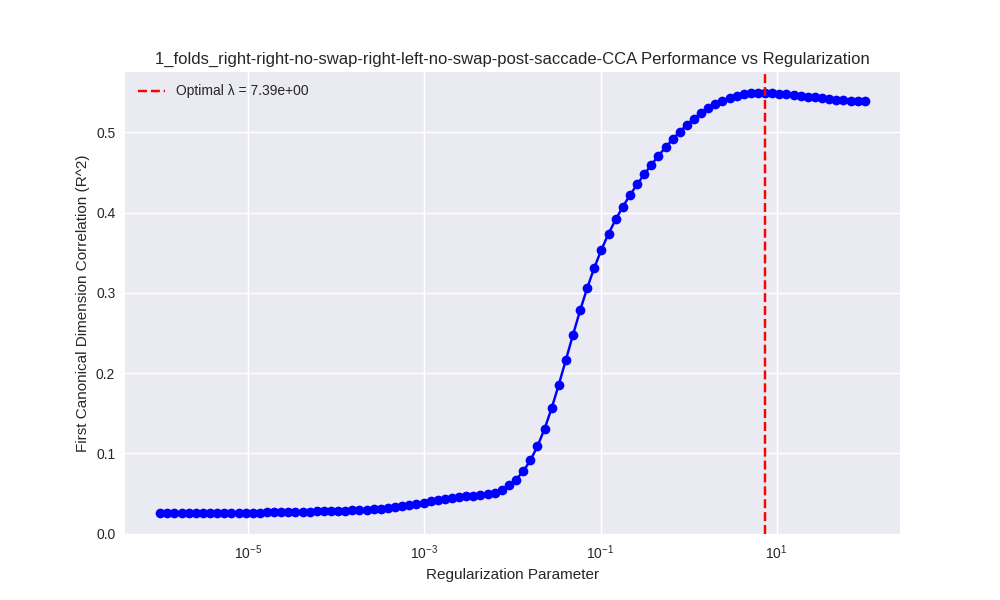 1_folds_right-right-no-swap-right-left-no-swap-post-saccade-CCA Performance vs Regularization
Optimal λ = 7.39e+00
First Canonical Dimension Correlation (R^2)
0.5
0.4
0.3
0.2
0.1
0.0
10⁻⁵
10⁻³
10⁻¹
10¹
Regularization Parameter